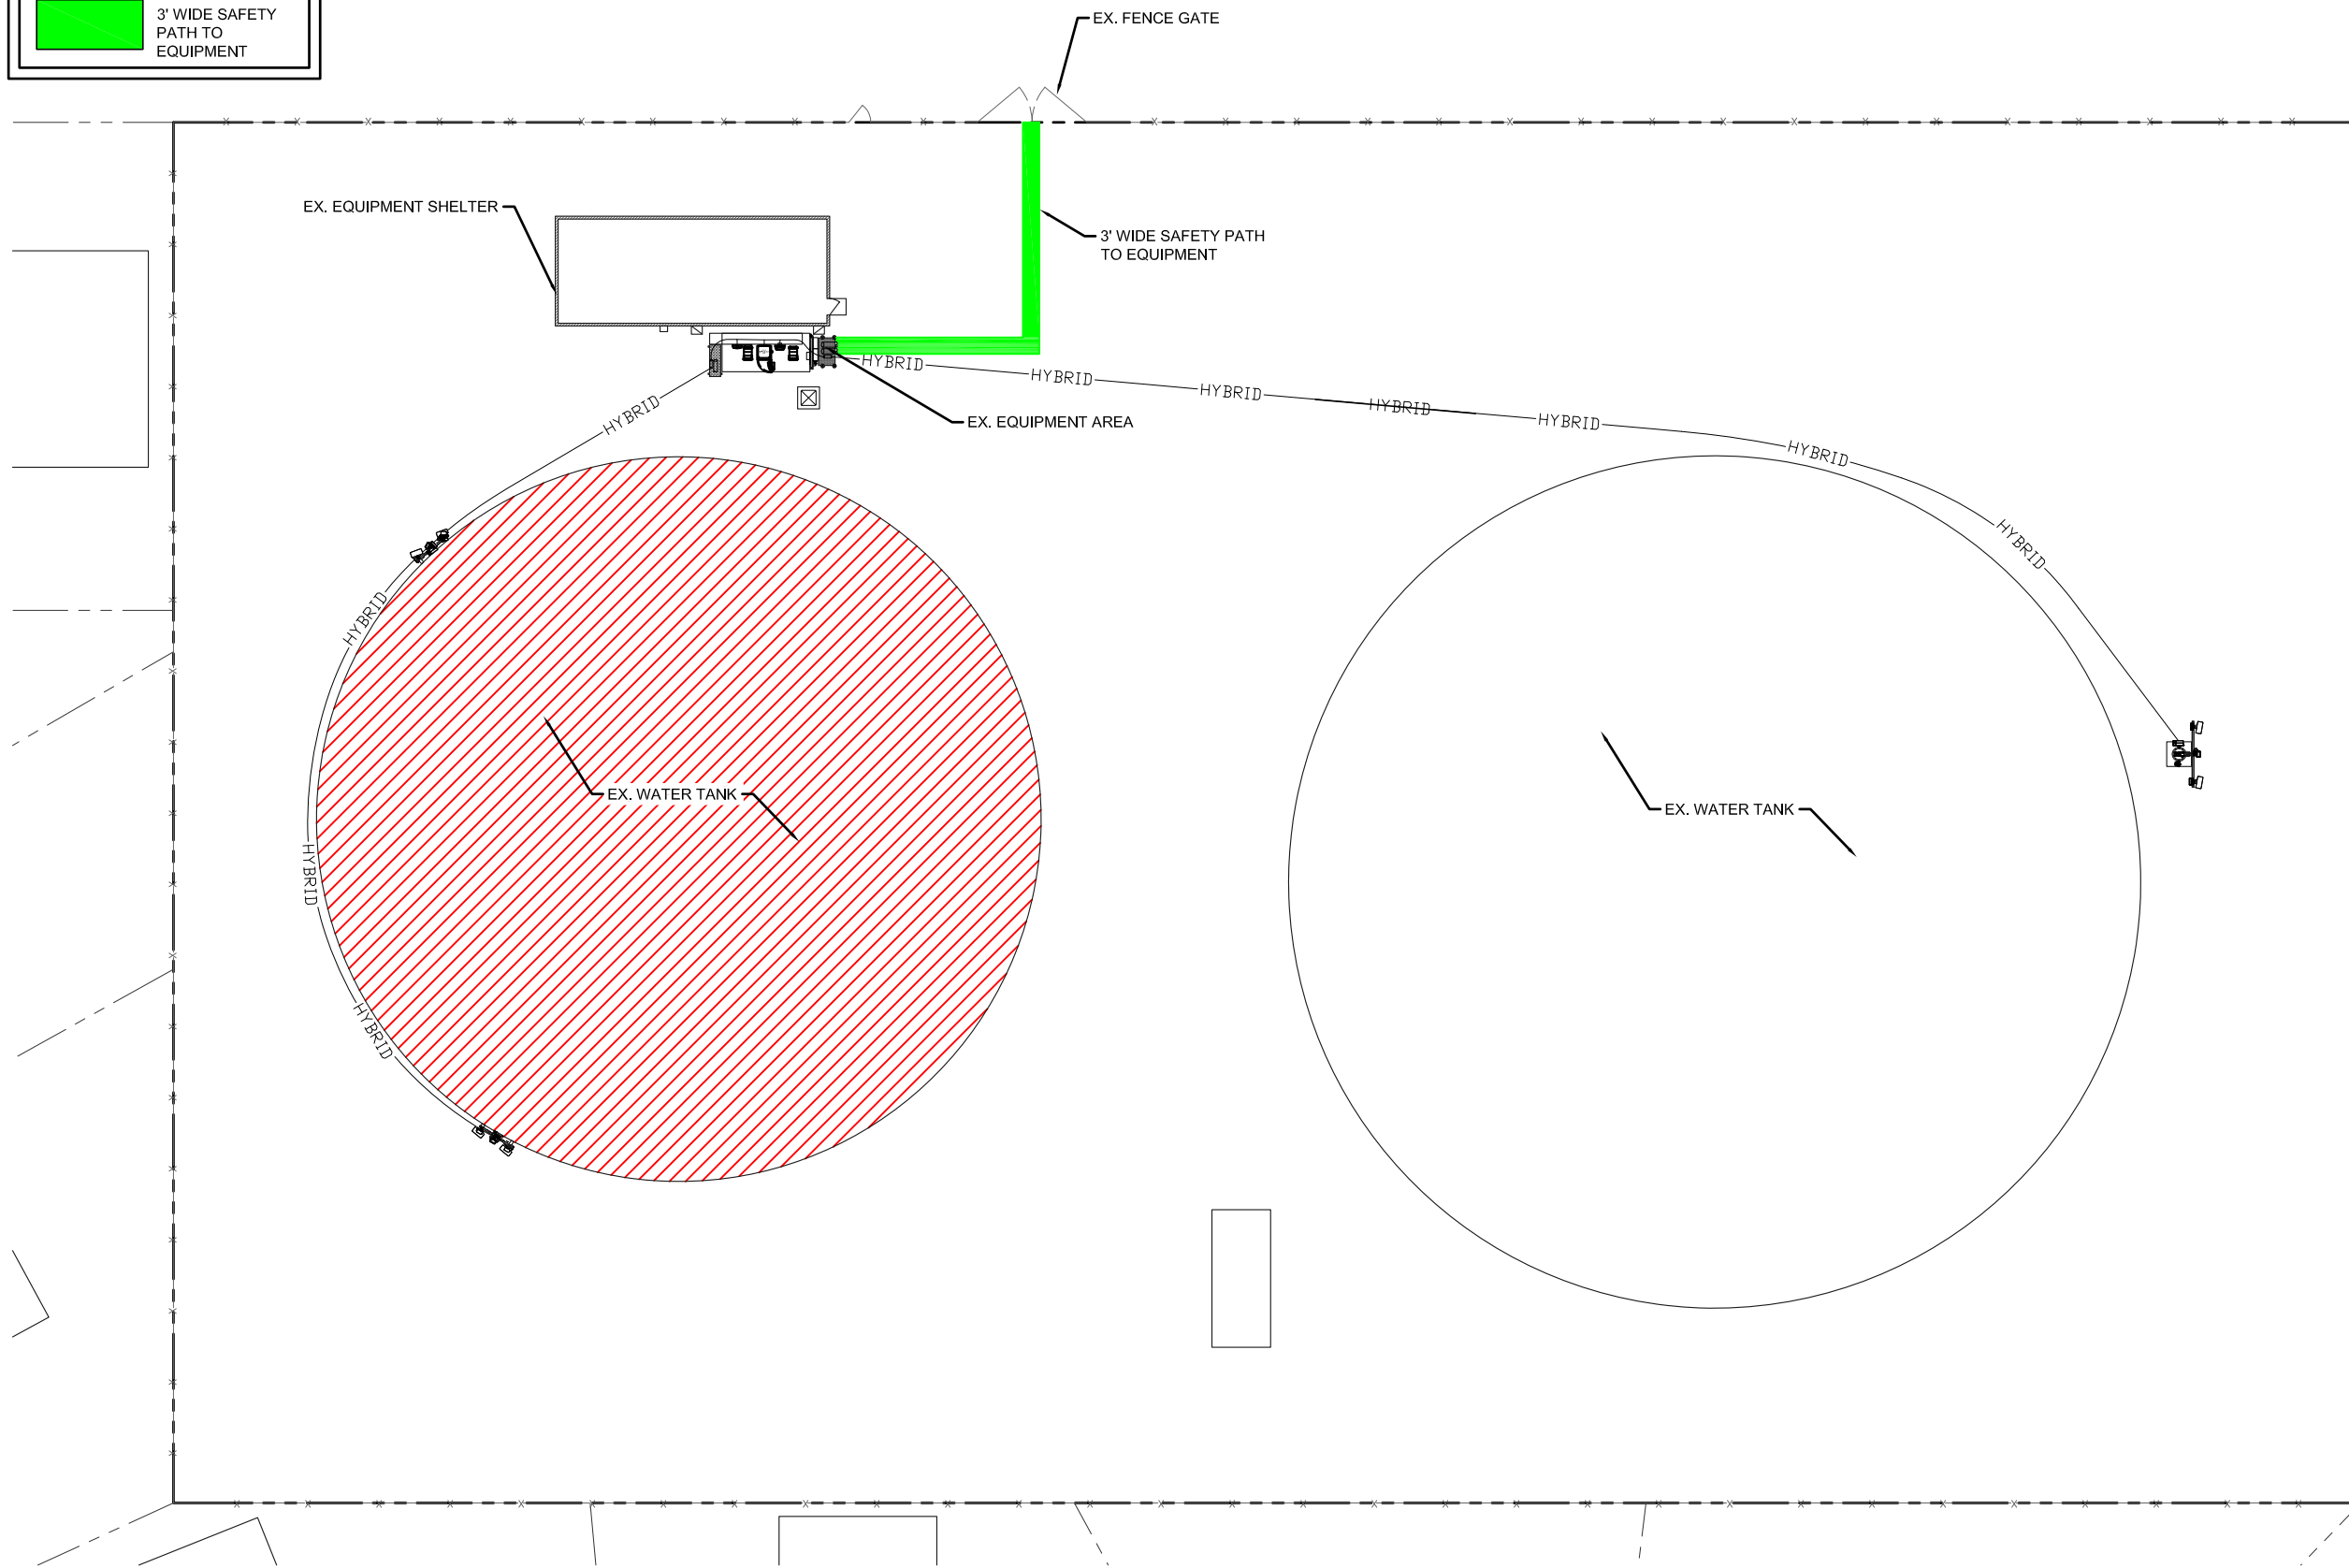 3' WIDE SAFETY
PATH TO
EQUIPMENT
EX. FENCE GATE
EX. EQUIPMENT SHELTER
3' WIDE SAFETY PATH
TO EQUIPMENT
HYBRID
HYBRID
HYBRID
HYBRID
HYBRID
HYBRID
HYBRID
EX. EQUIPMENT AREA
HYBRID
HYBRID
EX. WATER TANK
EX. WATER TANK
HYBRID
HYBRID